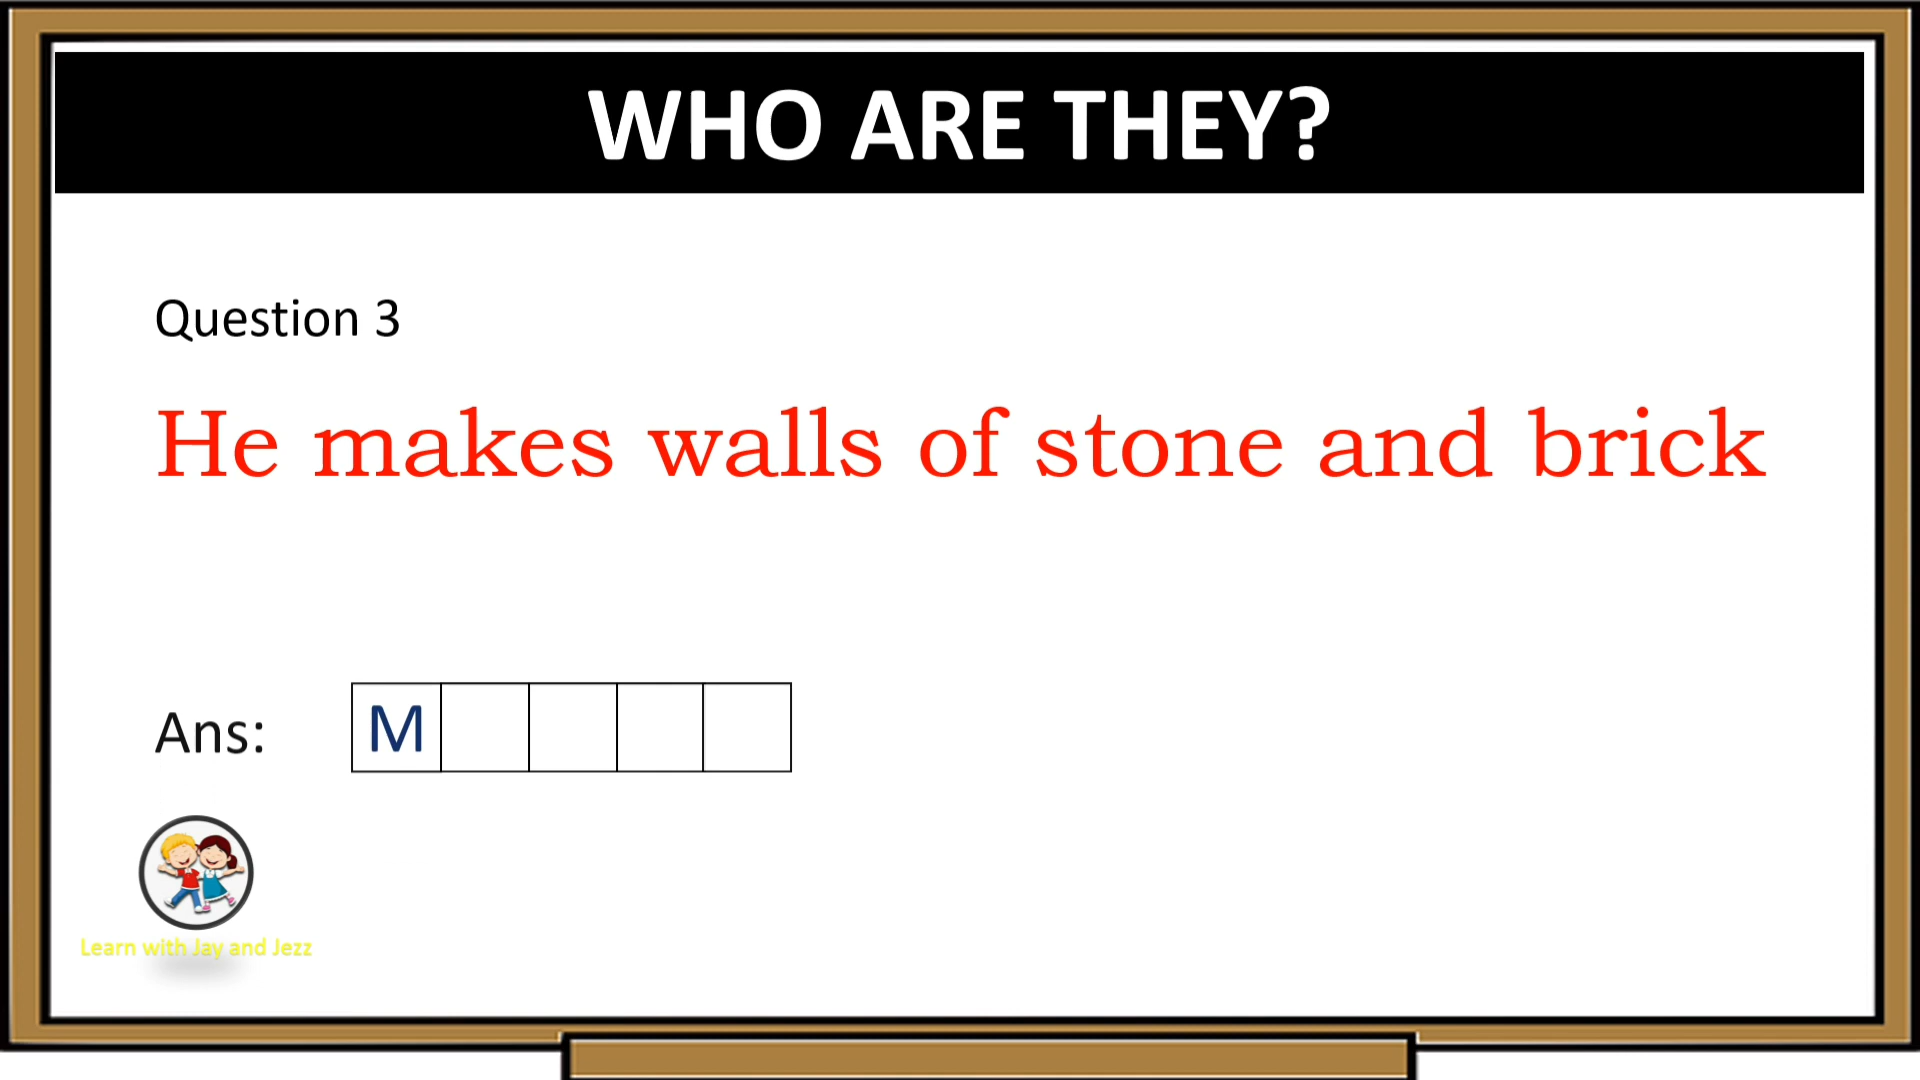 WHO ARE THEY?
Question 3
He makes walls of stone and brick
Ans: M
Learn with Jay and Jezz